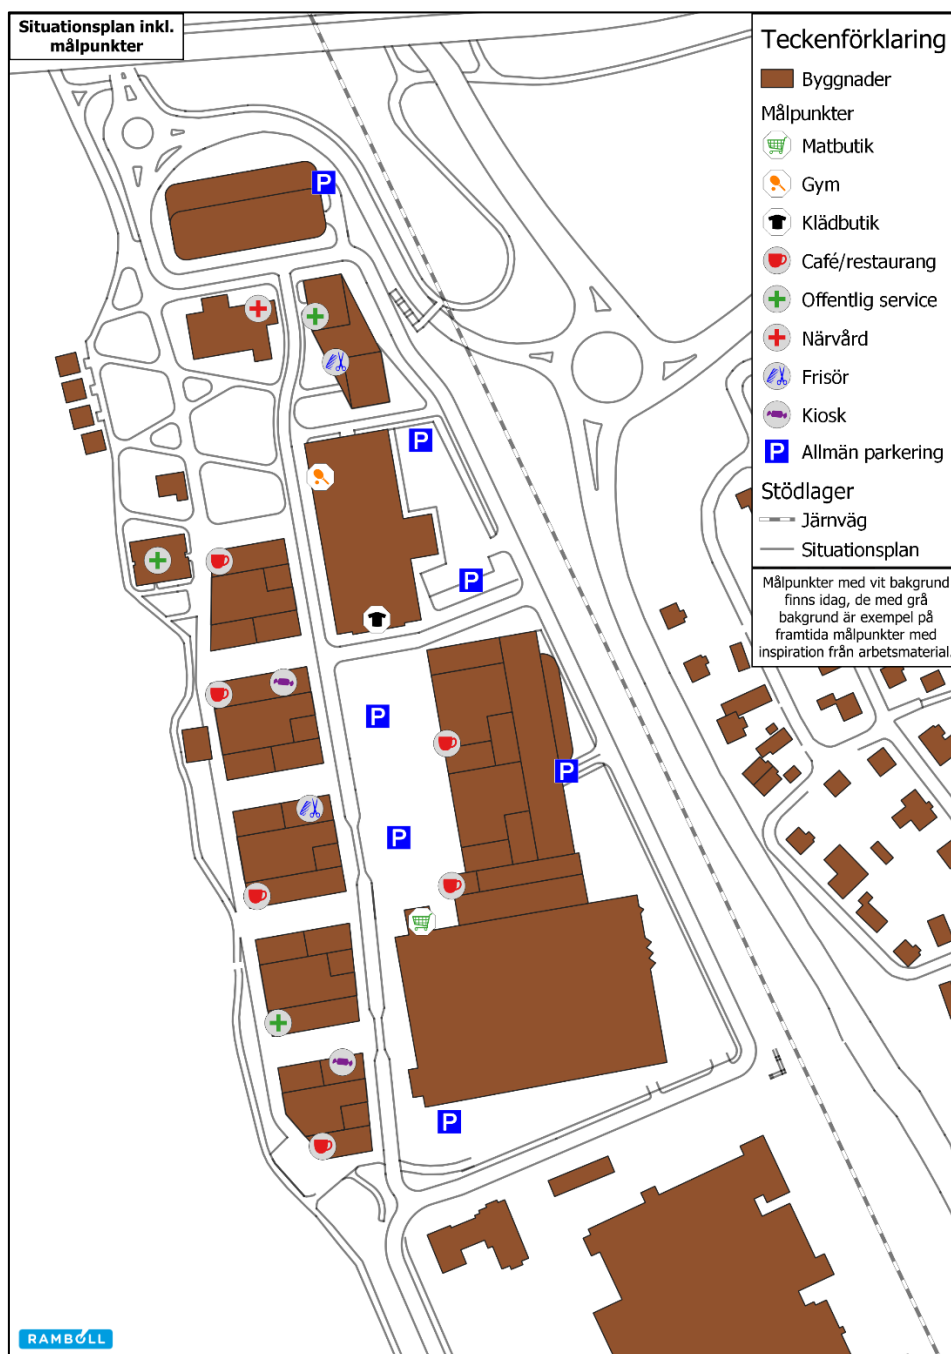 Situationsplan inkl.
målpunkter
Teckenförklaring
Byggnader
Målpunkter
Matbutik
Gym
Klädbutik
Café/restaurang
Offentlig service
Närvård
Frisör
Kiosk
P Allmän parkering
Stödlager
Järnväg
Situationsplan
Målpunkter med vit bakgrund
finns idag, de med grå
bakgrund är exempel på
framtida målpunkter med
inspiration från arbetsmaterial.
P
P
P
P
P
P
P
RAMBOLL